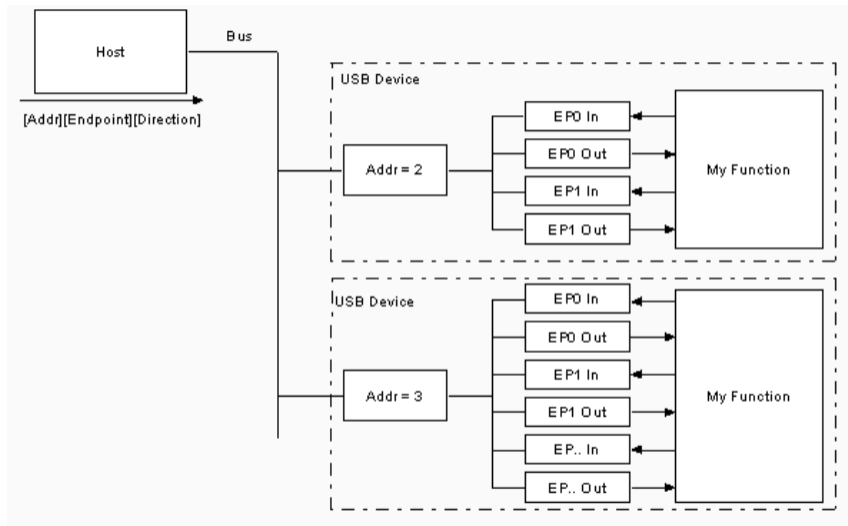 Host
Bus
[Addr][Endpoint][Direction]
USB Device
Addr = 2
EP0 In
EP0 Out
EP1 In
EP1 Out
My Function
USB Device
Addr = 3
EP0 In
EP0 Out
EP1 In
EP1 Out
EP.. In
EP.. Out
My Function